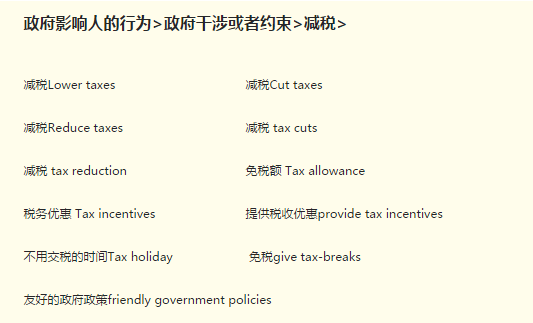 政府影响人的行为>政府干涉或者约束>减税>
减税Lower taxes 减税Cut taxes
减税Reduce taxes 减税 tax cuts
减税 tax reduction 免税额 Tax allowance
税务优惠 Tax incentives 提供税收优惠provide tax incentives
不用交税的时间Tax holiday 免税give tax-breaks
友好的政府政策friendly government policies